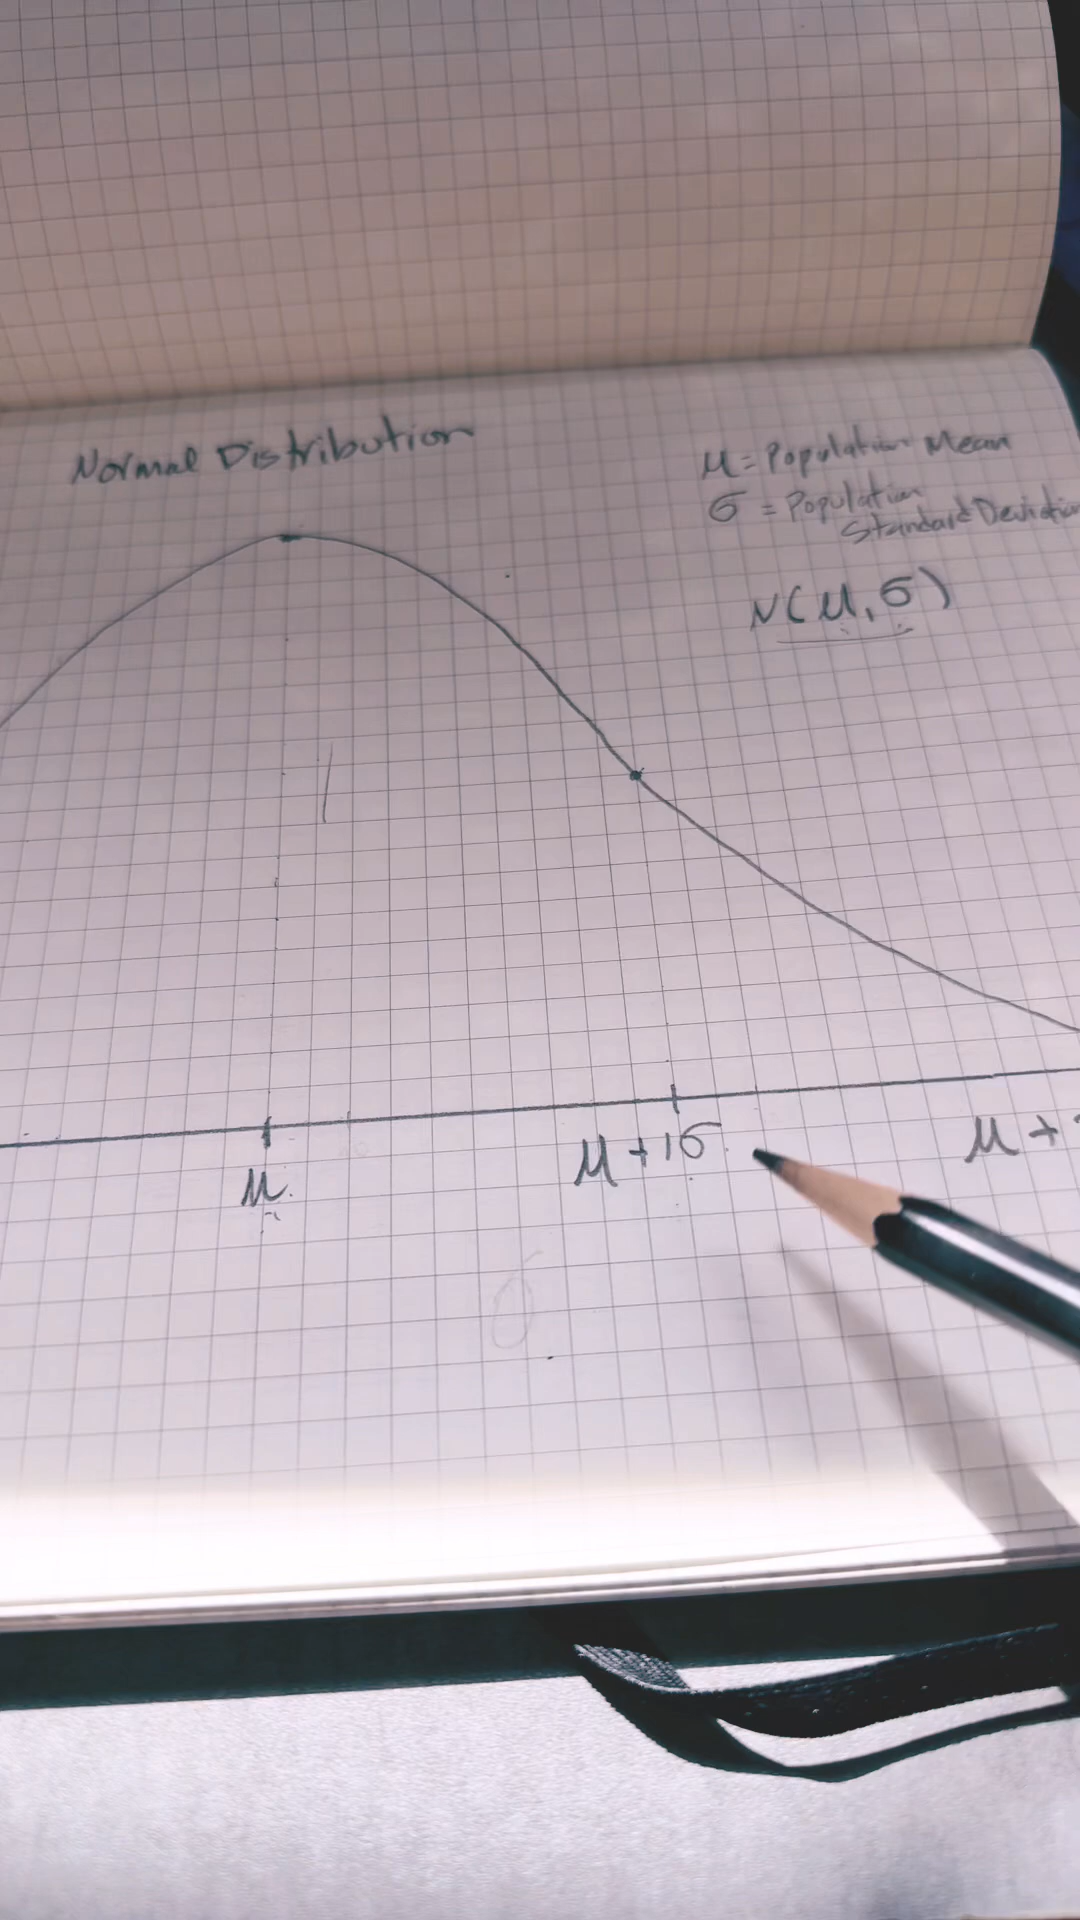 Normal Distribution
μ = Population Mean
σ = Population
Standard Deviation
N(μ, σ)
μ
μ + 1σ
μ +